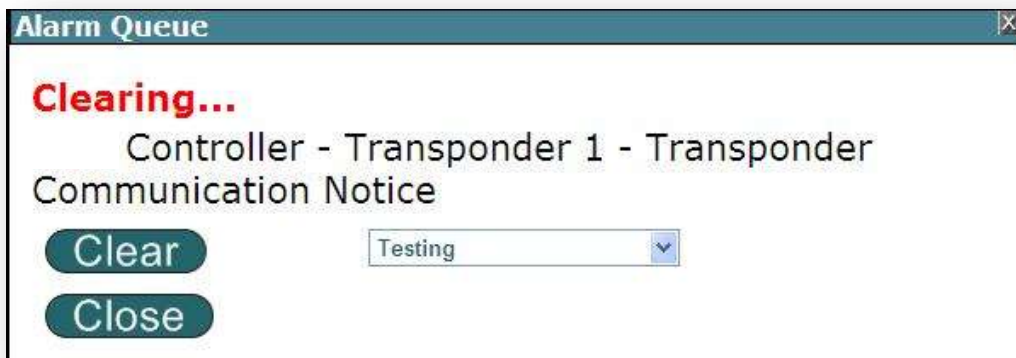 Alarm Queue
X
Clearing...
Controller - Transponder 1 - Transponder
Communication Notice
Clear
Testing
Close